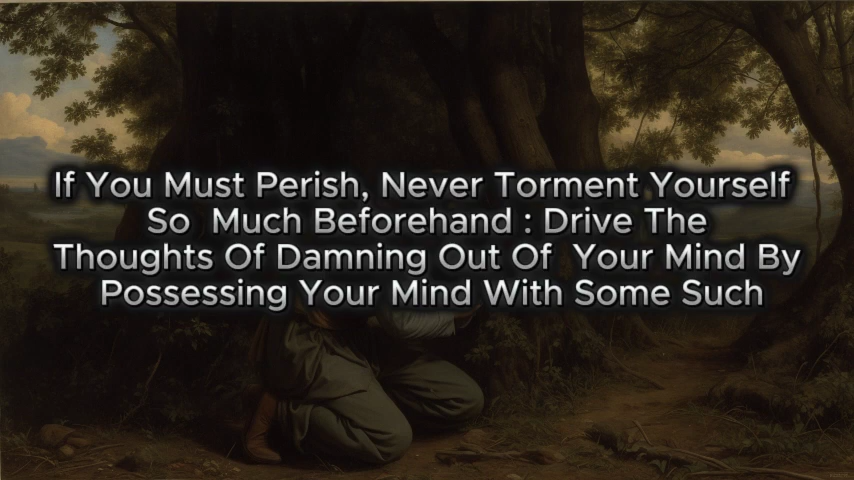 If You Must Perish, Never Torment Yourself
So  Much Beforehand : Drive The
Thoughts Of Damning Out Of  Your Mind By
Possessing Your Mind With Some Such